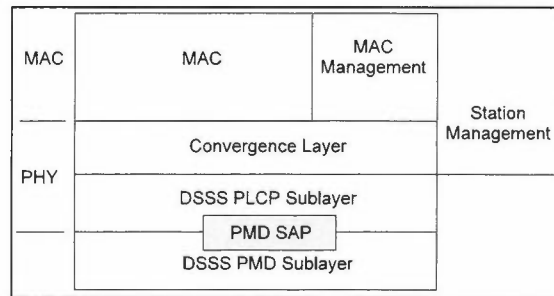 MAC
MAC
MAC
Management
Station
Management
Convergence Layer
PHY
DSSS PLCP Sublayer
PMD SAP
DSSS PMD Sublayer